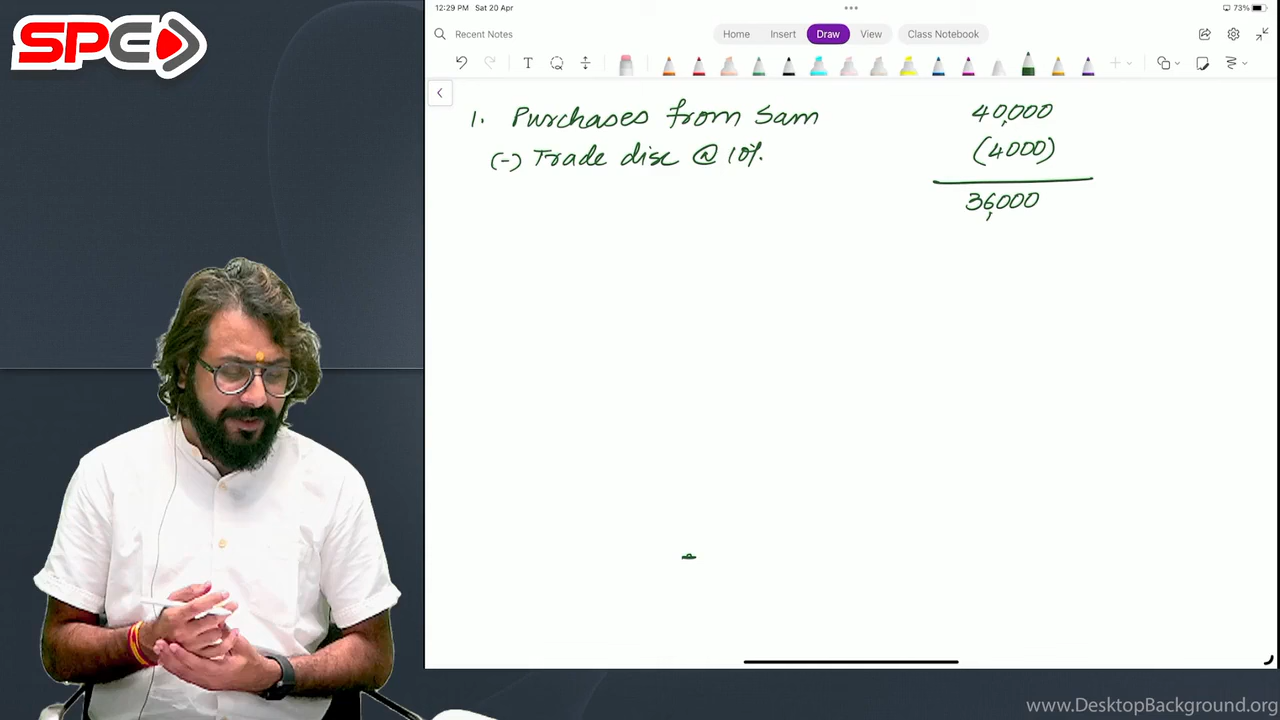 SPC
12:29 PM Sat 20 Apr
73%
Recent Notes
Home Insert Draw View Class Notebook
T
1. Purchases from Sam 40,000
(-) Trade disc @ 10% (4000)
36,000
www.DesktopBackground.org